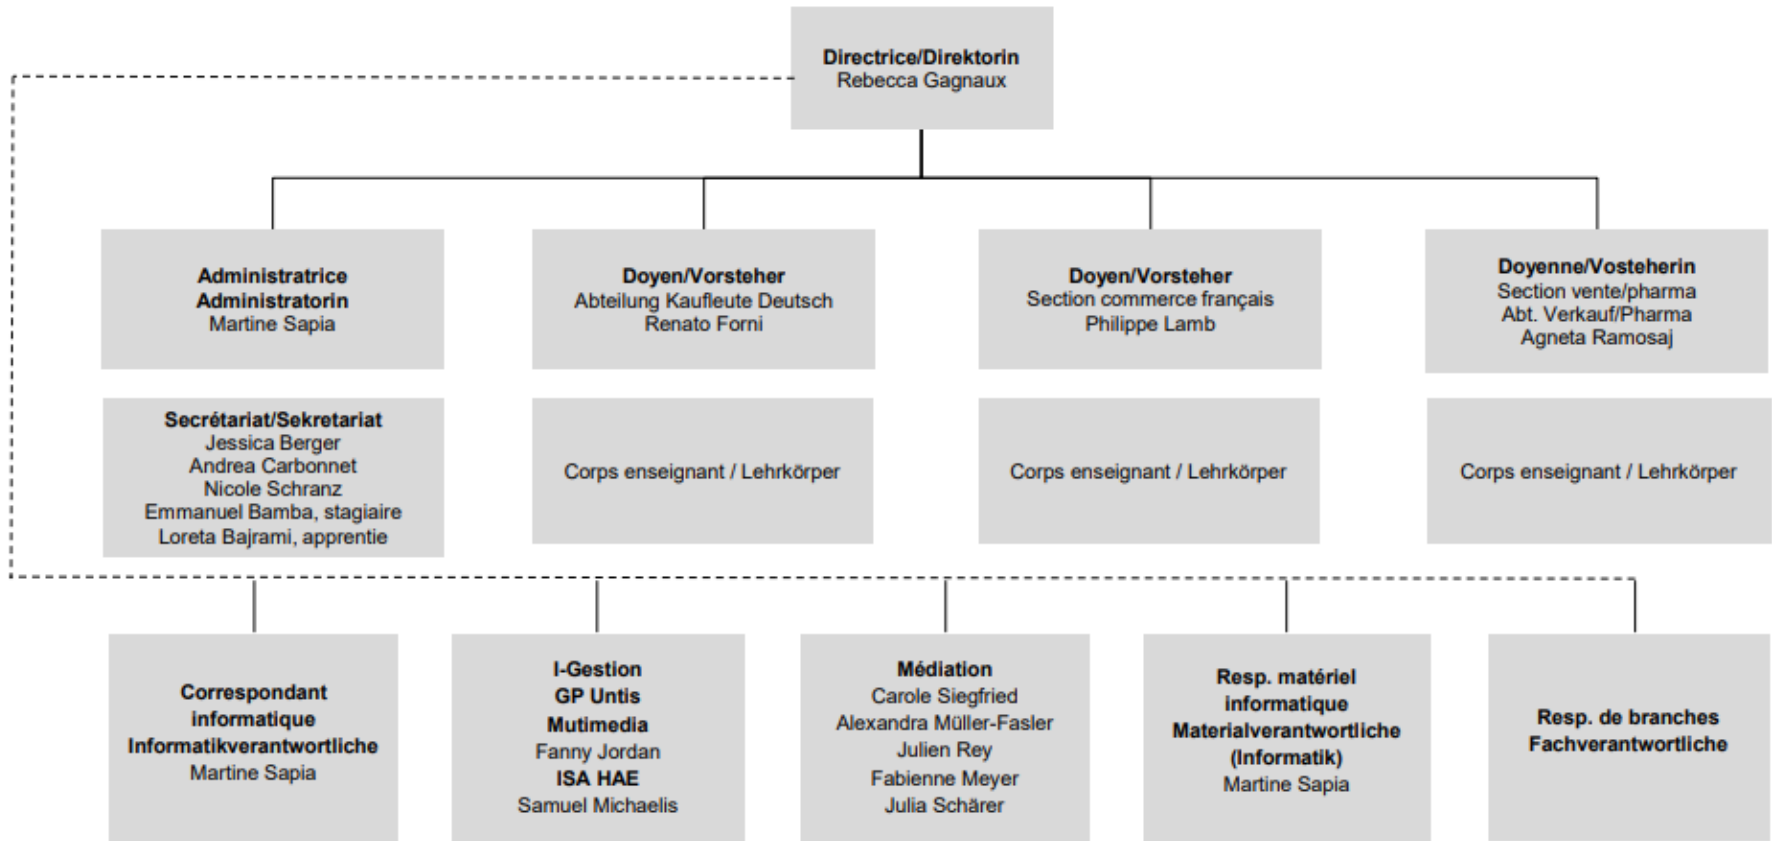 Directrice/Direktorin
Rebecca Gagnaux
Administratrice
Administratorin
Martine Sapia
Doyen/Vorsteher
Abteilung Kaufleute Deutsch
Renato Forni
Doyen/Vorsteher
Section commerce français
Philippe Lamb
Doyenne/Vosteherin
Section vente/pharma
Abt. Verkauf/Pharma
Agneta Ramosaj
Secrétariat/Sekretariat
Jessica Berger
Andrea Carbonnet
Nicole Schranz
Emmanuel Bamba, stagiaire
Loreta Bajrami, apprentie
Corps enseignant / Lehrkörper
Corps enseignant / Lehrkörper
Corps enseignant / Lehrkörper
Correspondant
informatique
Informatikverantwortliche
Martine Sapia
I-Gestion
GP Untis
Mutimedia
Fanny Jordan
ISA HAE
Samuel Michaelis
Médiation
Carole Siegfried
Alexandra Müller-Fasler
Julien Rey
Fabienne Meyer
Julia Schärer
Resp. matériel
informatique
Materialverantwortliche
(Informatik)
Martine Sapia
Resp. de branches
Fachverantwortliche